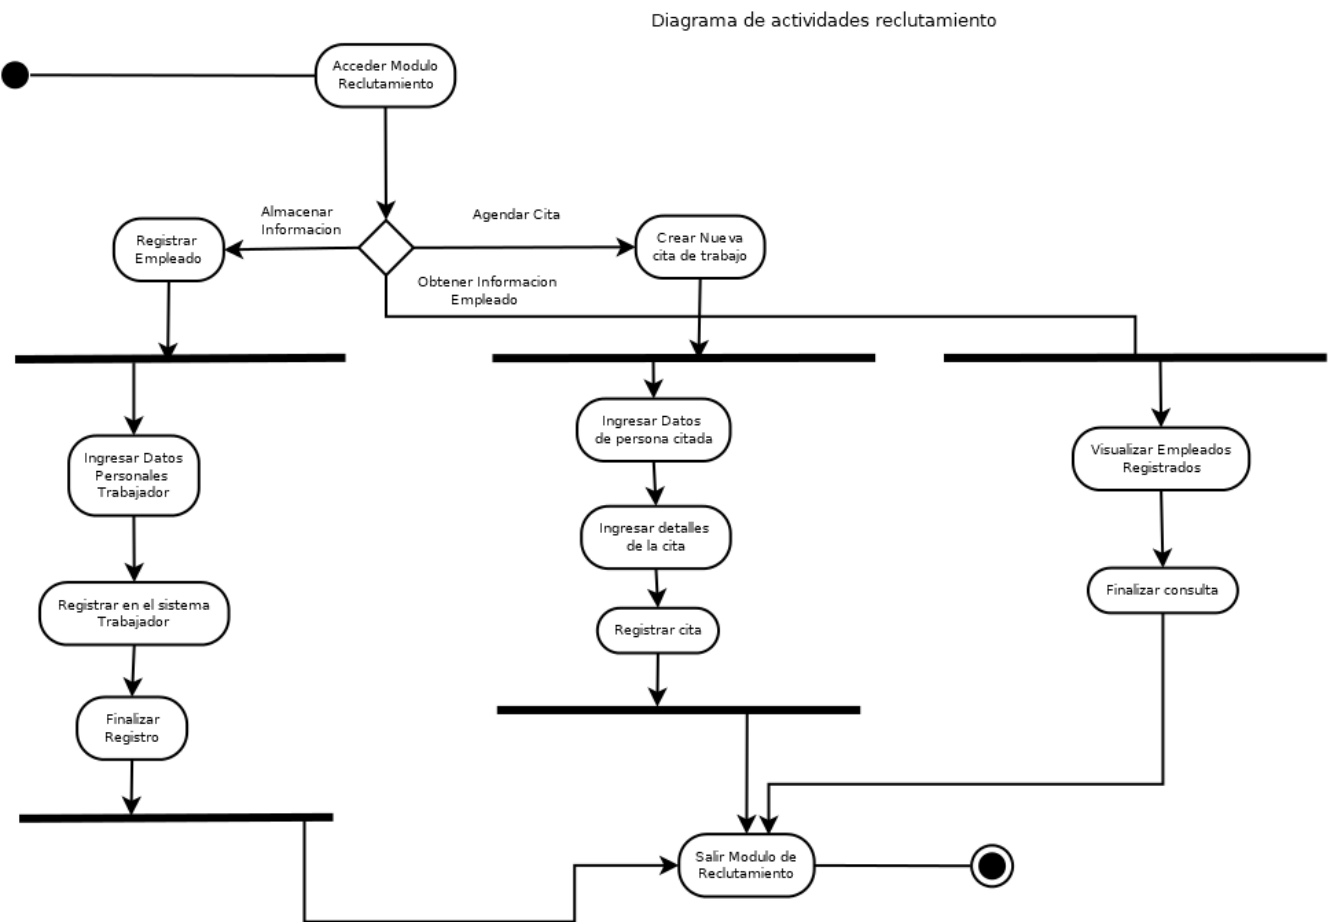 Diagrama de actividades reclutamiento
Acceder Modulo
Reclutamiento
Almacenar
Informacion
Agendar Cita
Registrar
Empleado
Crear Nueva
cita de trabajo
Obtener Informacion
Empleado
Ingresar Datos
Personales
Trabajador
Ingresar Datos
de persona citada
Visualizar Empleados
Registrados
Ingresar detalles
de la cita
Registrar en el sistema
Trabajador
Finalizar consulta
Registrar cita
Finalizar
Registro
Salir Modulo de
Reclutamiento